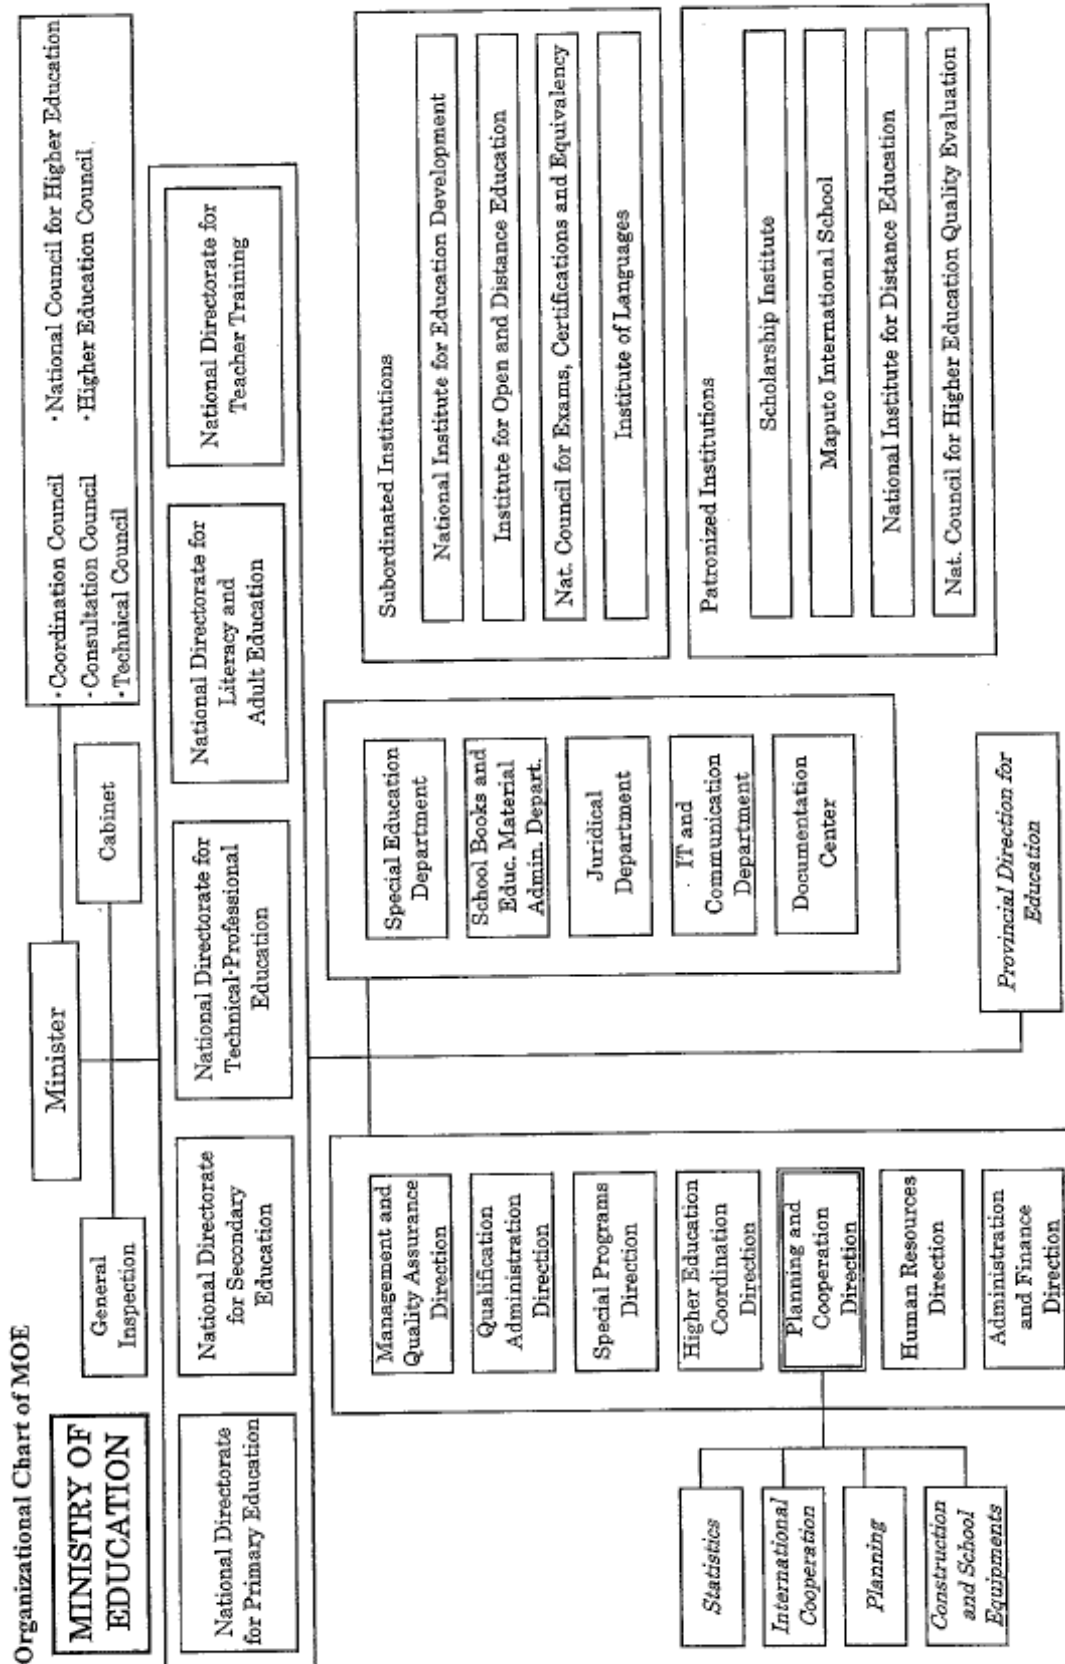 Organizational Chart of MOE
MINISTRY OF
EDUCATION
Minister
General
Inspection
Cabinet
· Coordination Council
· Consultation Council
· Technical Council
· National Council for Higher Education
· Higher Education Council
National Directorate
for Primary Education
National Directorate
for Secondary
Education
National Directorate for
Technical-Professional
Education
National Directorate for
Literacy and
Adult Education
National Directorate for
Teacher Training
Management and
Quality Assurance
Direction
Qualification
Administration
Direction
Special Programs
Direction
Higher Education
Coordination
Direction
Planning and
Cooperation
Direction
Human Resources
Direction
Administration
and Finance
Direction
Statistics
International
Cooperation
Planning
Construction
and School
Equipments
Special Education
Department
School Books and
Educ. Material
Admin. Depart.
Juridical
Department
IT and
Communication
Department
Documentation
Center
Provincial Direction for
Education
Subordinated Institutions
National Institute for Education Development
Institute for Open and Distance Education
Nat. Council for Exams, Certifications and Equivalency
Institute of Languages
Patronized Institutions
Scholarship Institute
Maputo International School
National Institute for Distance Education
Nat. Council for Higher Education Quality Evaluation